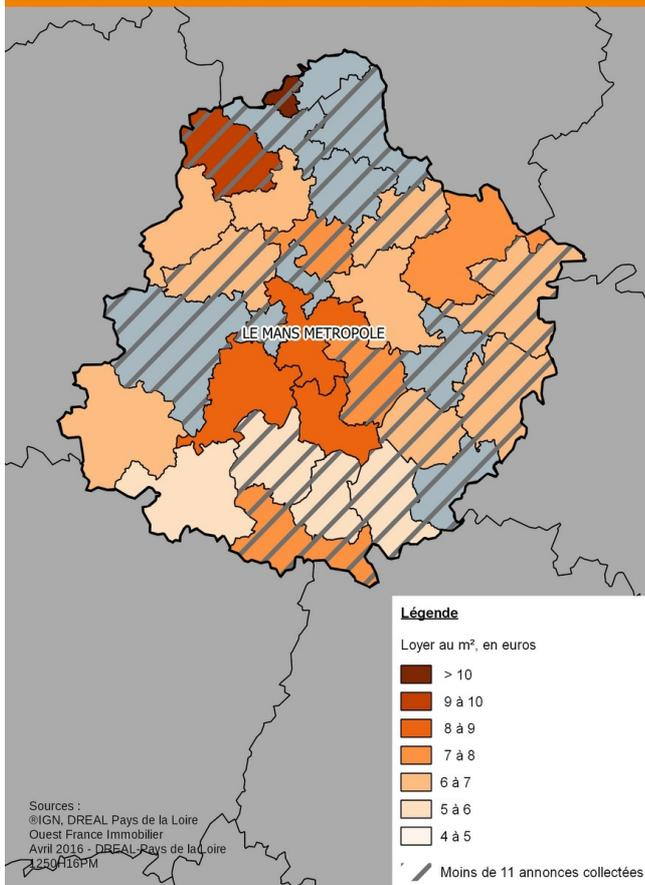 LE MANS METROPOLE
Légende
Loyer au m², en euros
> 10
9 à 10
8 à 9
7 à 8
6 à 7
5 à 6
4 à 5
Moins de 11 annonces collectées
Sources :
®IGN, DREAL Pays de la Loire
Ouest France Immobilier
Avril 2016 - DREAL-Pays de la Loire
1250H16PM